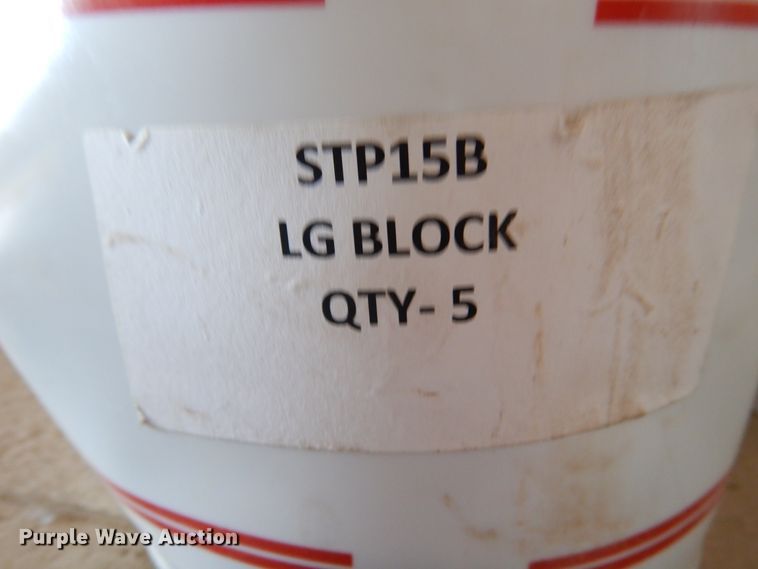 STP15B
LG BLOCK
QTY- 5
Purple Wave Auction